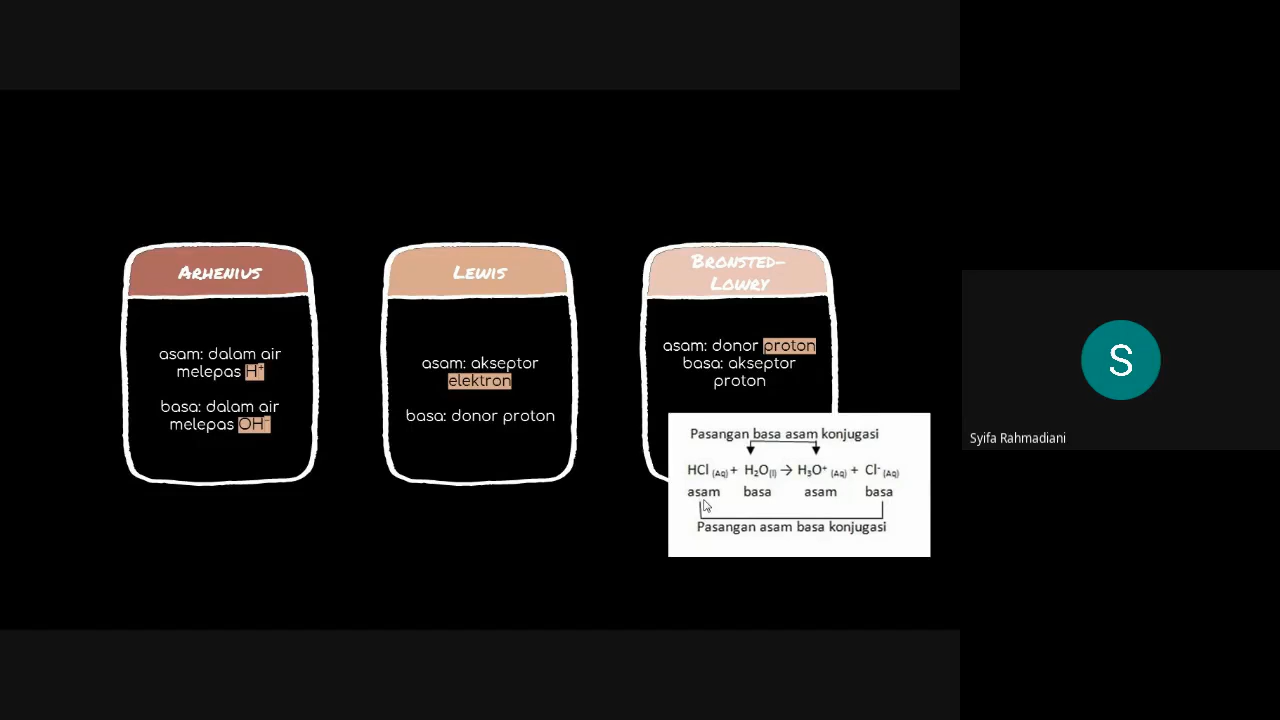 ARHENIUS
asam: dalam air
melepas H⁺
basa: dalam air
melepas OH⁻
LEWIS
asam: akseptor
elektron
basa: donor proton
BRONSTED-
LOWRY
asam: donor proton
basa: akseptor
proton
Pasangan basa asam konjugasi
HCl (Aq) + H₂O(l) → H₃O⁺ (Aq) + Cl⁻ (Aq)
asam basa asam basa
Pasangan asam basa konjugasi
S
Syifa Rahmadiani